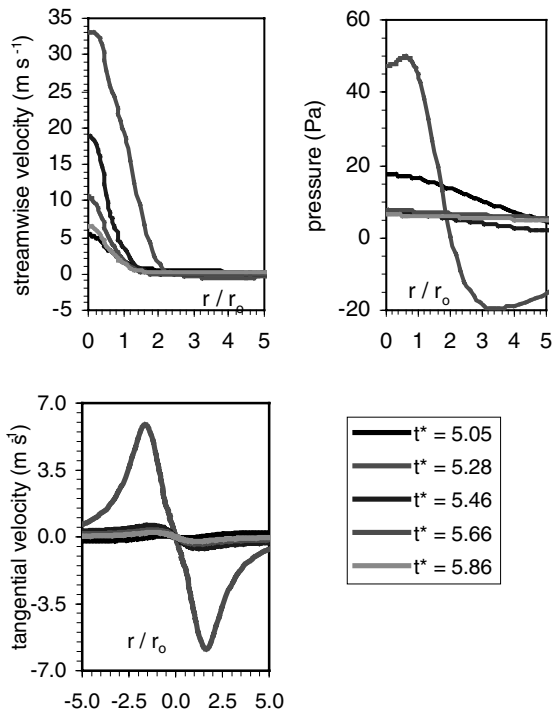 streamwise velocity (m s⁻¹)
35
30
25
20
15
10
5
0
-5
r / rₒ
0 1 2 3 4 5
pressure (Pa)
60
40
20
0
-20
r / rₒ
0 1 2 3 4 5
tangential velocity (m s⁻¹)
7.0
3.5
0.0
-3.5
-7.0
r / rₒ
-5.0 -2.5 0.0 2.5 5.0
t* = 5.05
t* = 5.28
t* = 5.46
t* = 5.66
t* = 5.86